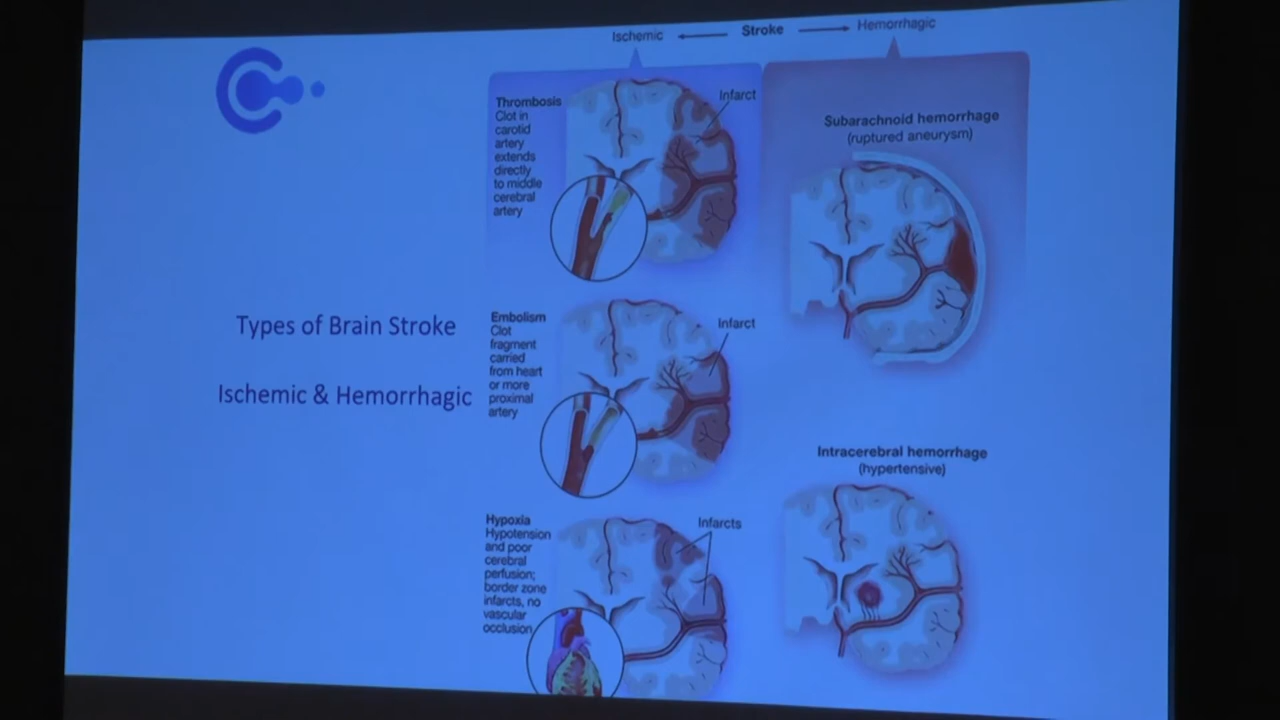 Ischemic Stroke Hemorrhagic
Thrombosis
Clot in
carotid
artery
extends
directly
to middle
cerebral
artery
Infarct
Subarachnoid hemorrhage
(ruptured aneurysm)
Types of Brain Stroke
Ischemic & Hemorrhagic
Embolism
Clot
fragment
carried
from heart
or more
proximal
artery
Infarct
Intracerebral hemorrhage
(hypertensive)
Hypoxia
Hypotension
and poor
cerebral
perfusion;
border zone
infarcts, no
vascular
occlusion
Infarcts